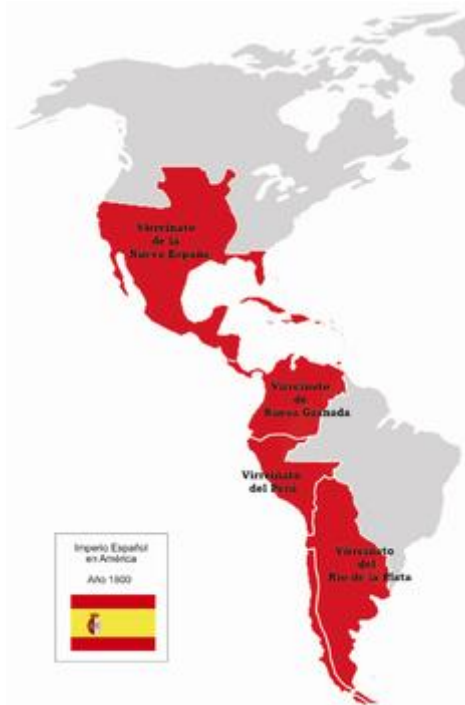 Virreinato
de la
Nueva España
Virreinato
de
Nueva Granada
Virreinato
del Perú
Virreinato
del
Río de la Plata
Imperio Español
en América
Año 1800